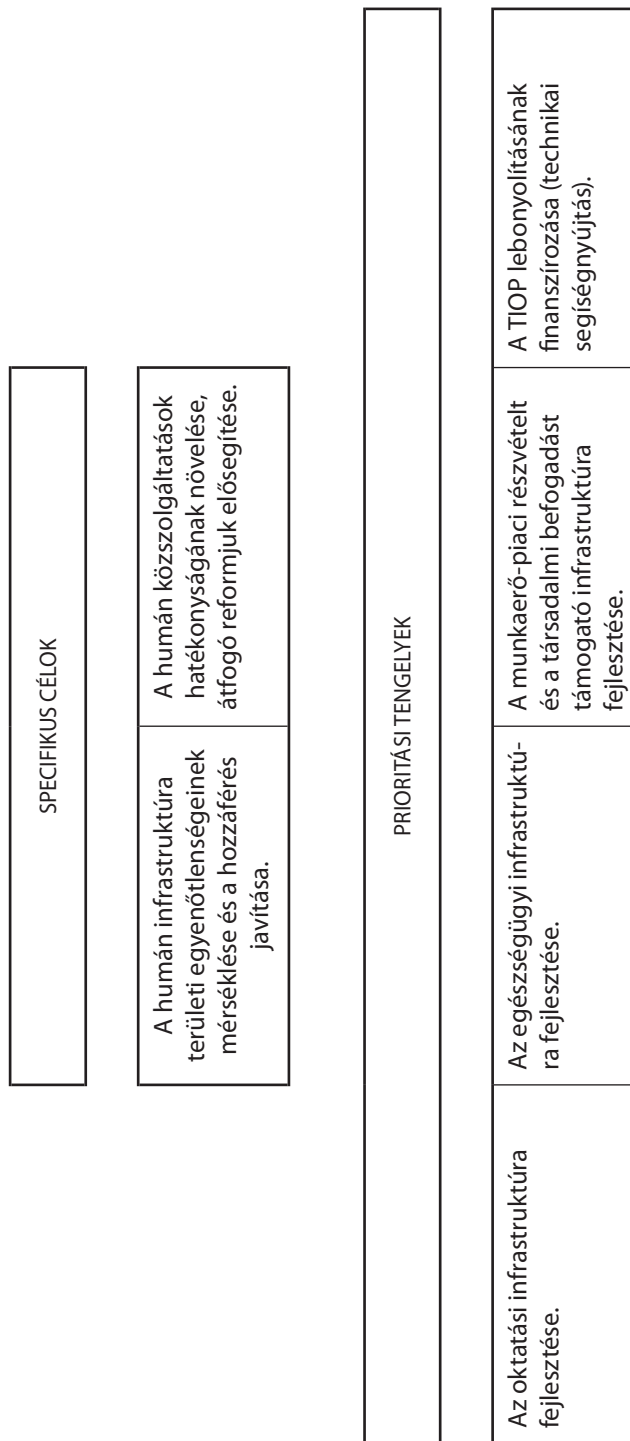 SPECIFIKUS CÉLOK
A humán infrastruktúra
területi egyenőtlenségeinek
mérséklése és a hozzáférés
javítása.
A humán közszolgáltatások
hatékonyságának növelése,
átfogó reformjuk elősegítése.
PRIORITÁSI TENGELYEK
Az oktatási infrastruktúra
fejlesztése.
Az egészségügyi infrastruktú-
ra fejlesztése.
A munkaerő-piaci részvételt
és a társadalmi befogadást
támogató infrastruktúra
fejlesztése.
A TIOP lebonyolításának
finanszírozása (technikai
segíségnyújtás).